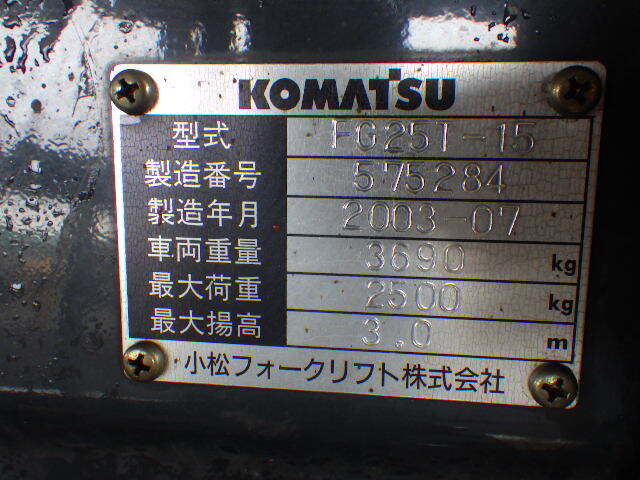 KOMATSU
型式 FG25T-15
製造番号 575284
製造年月 2003-07
車両重量 3690 kg
最大荷重 2500 kg
最大揚高 3.0 m
小松フォークリフト株式会社